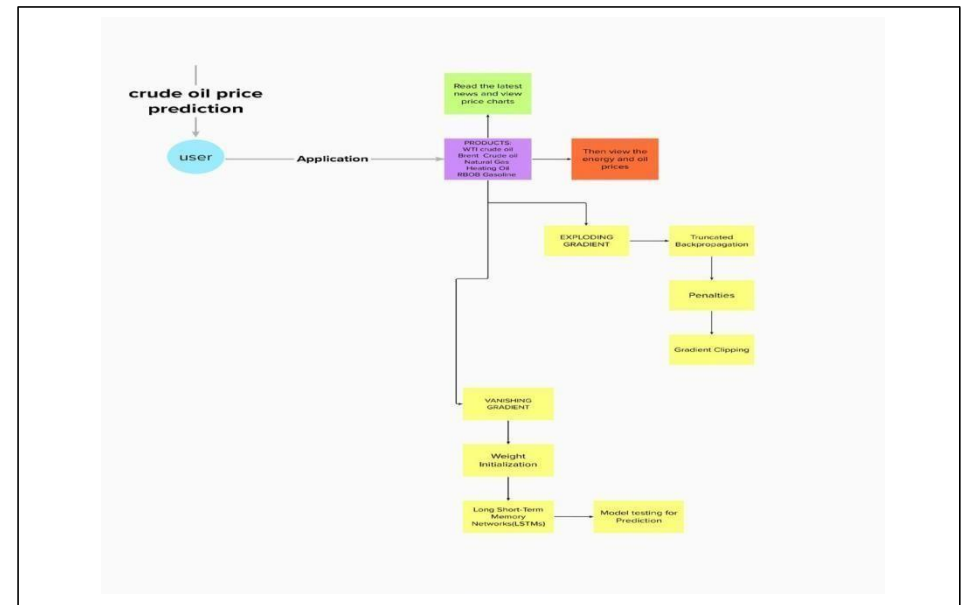 crude oil price
prediction
user
Application
Read the latest
news and view
price charts
PRODUCTS:
WTI crude oil
Brent Crude oil
Natural Gas
Heating Oil
RBOB Gasoline
Then view the
energy and oil
prices
EXPLODING
GRADIENT
Truncated
Backpropagation
Penalties
Gradient Clipping
VANISHING
GRADIENT
Weight
Initialization
Long Short-Term
Memory
Networks(LSTMs)
Model testing for
Prediction